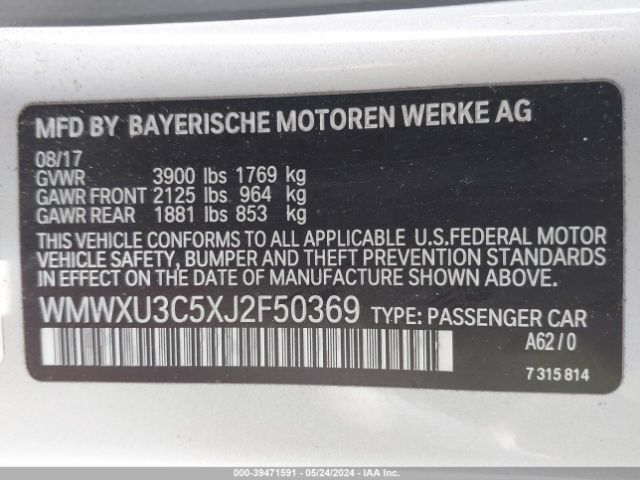 MFD BY BAYERISCHE MOTOREN WERKE AG
08/17
GVWR 3900 lbs 1769 kg
GAWR FRONT 2125 lbs 964 kg
GAWR REAR 1881 lbs 853 kg
THIS VEHICLE CONFORMS TO ALL APPLICABLE U.S.FEDERAL MOTOR
VEHICLE SAFETY, BUMPER AND THEFT PREVENTION STANDARDS
IN EFFECT ON THE DATE OF MANUFACTURE SHOWN ABOVE.
WMWXU3C5XJ2F50369 TYPE: PASSENGER CAR
A62/0
7 315 814
000-39471591 - 05/24/2024 - IAAI.COM